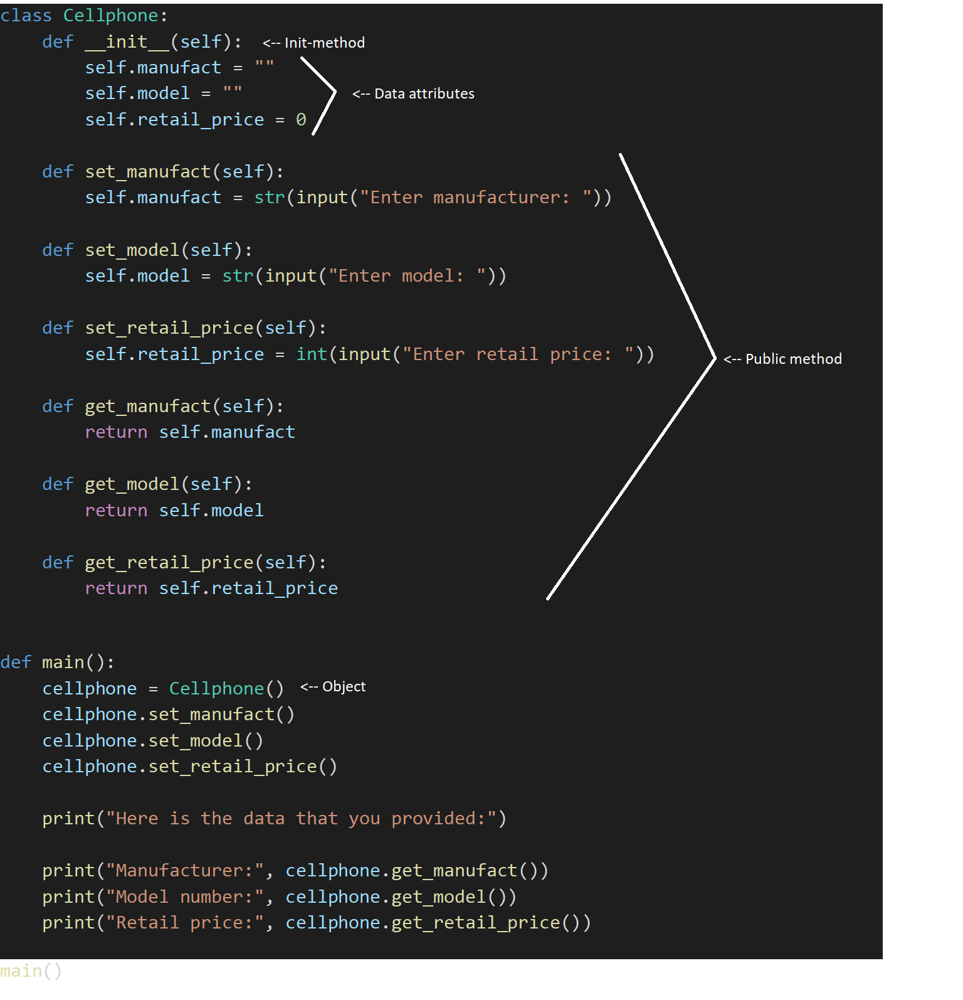 class Cellphone:
    def __init__(self): <-- Init-method
        self.manufact = ""
        self.model = "" <-- Data attributes
        self.retail_price = 0
    def set_manufact(self):
        self.manufact = str(input("Enter manufacturer: "))
    def set_model(self):
        self.model = str(input("Enter model: "))
    def set_retail_price(self):
        self.retail_price = int(input("Enter retail price: ")) <-- Public method
    def get_manufact(self):
        return self.manufact
    def get_model(self):
        return self.model
    def get_retail_price(self):
        return self.retail_price
def main():
    cellphone = Cellphone() <-- Object
    cellphone.set_manufact()
    cellphone.set_model()
    cellphone.set_retail_price()
    print("Here is the data that you provided:")
    print("Manufacturer:", cellphone.get_manufact())
    print("Model number:", cellphone.get_model())
    print("Retail price:", cellphone.get_retail_price())
main()